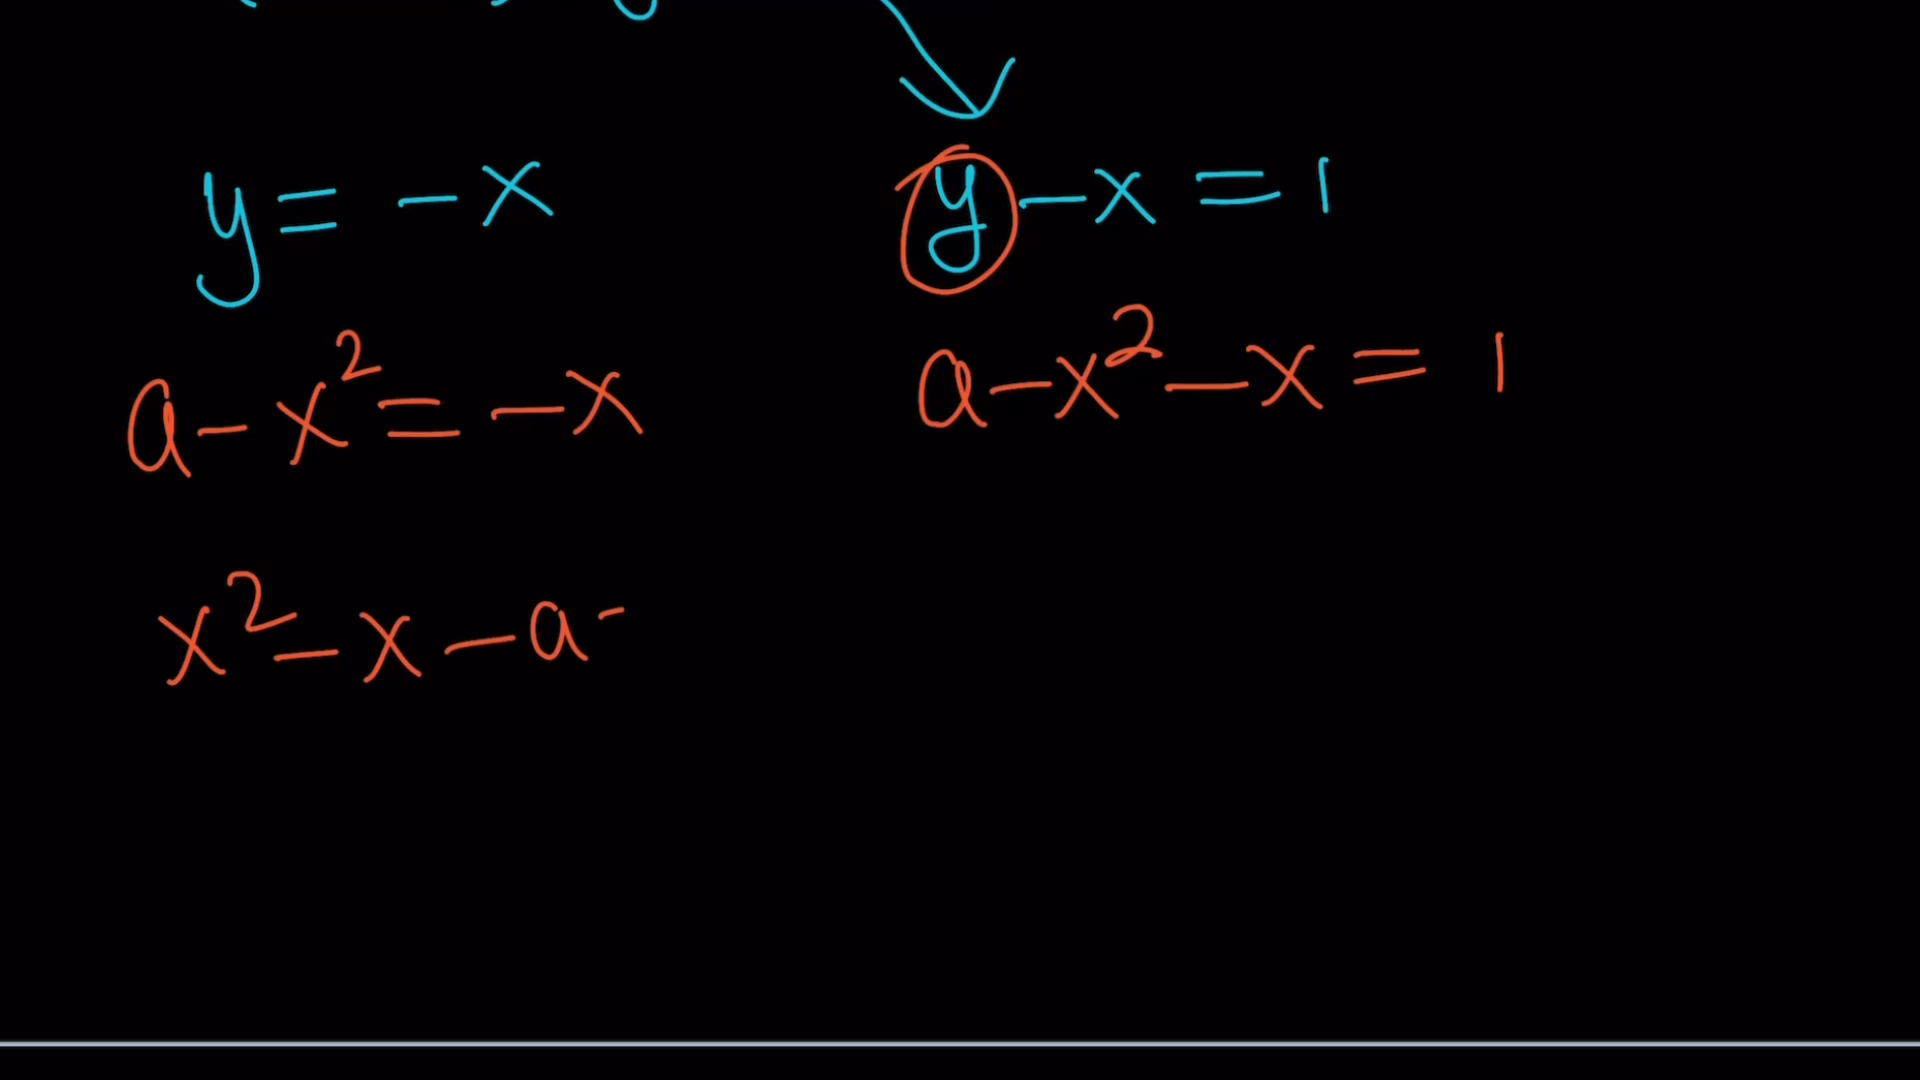 y = -x
y - x = 1
a - x² = -x
a - x² - x = 1
x² - x - a -